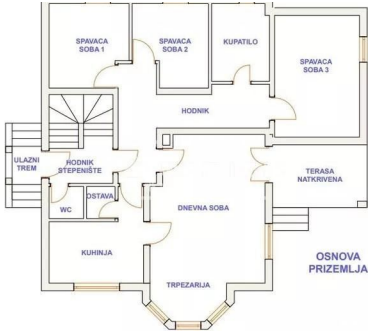 SPAVACA
SOBA 1
SPAVACA
SOBA 2
KUPATILO
SPAVACA
SOBA 3
HODNIK
ULAZNI
TREM
HODNIK
STEPENIŠTE
TERASA
NATKRIVENA
WC
OSTAVA
DNEVNA SOBA
KUHINJA
TRPEZARIJA
OSNOVA
PRIZEMLJA